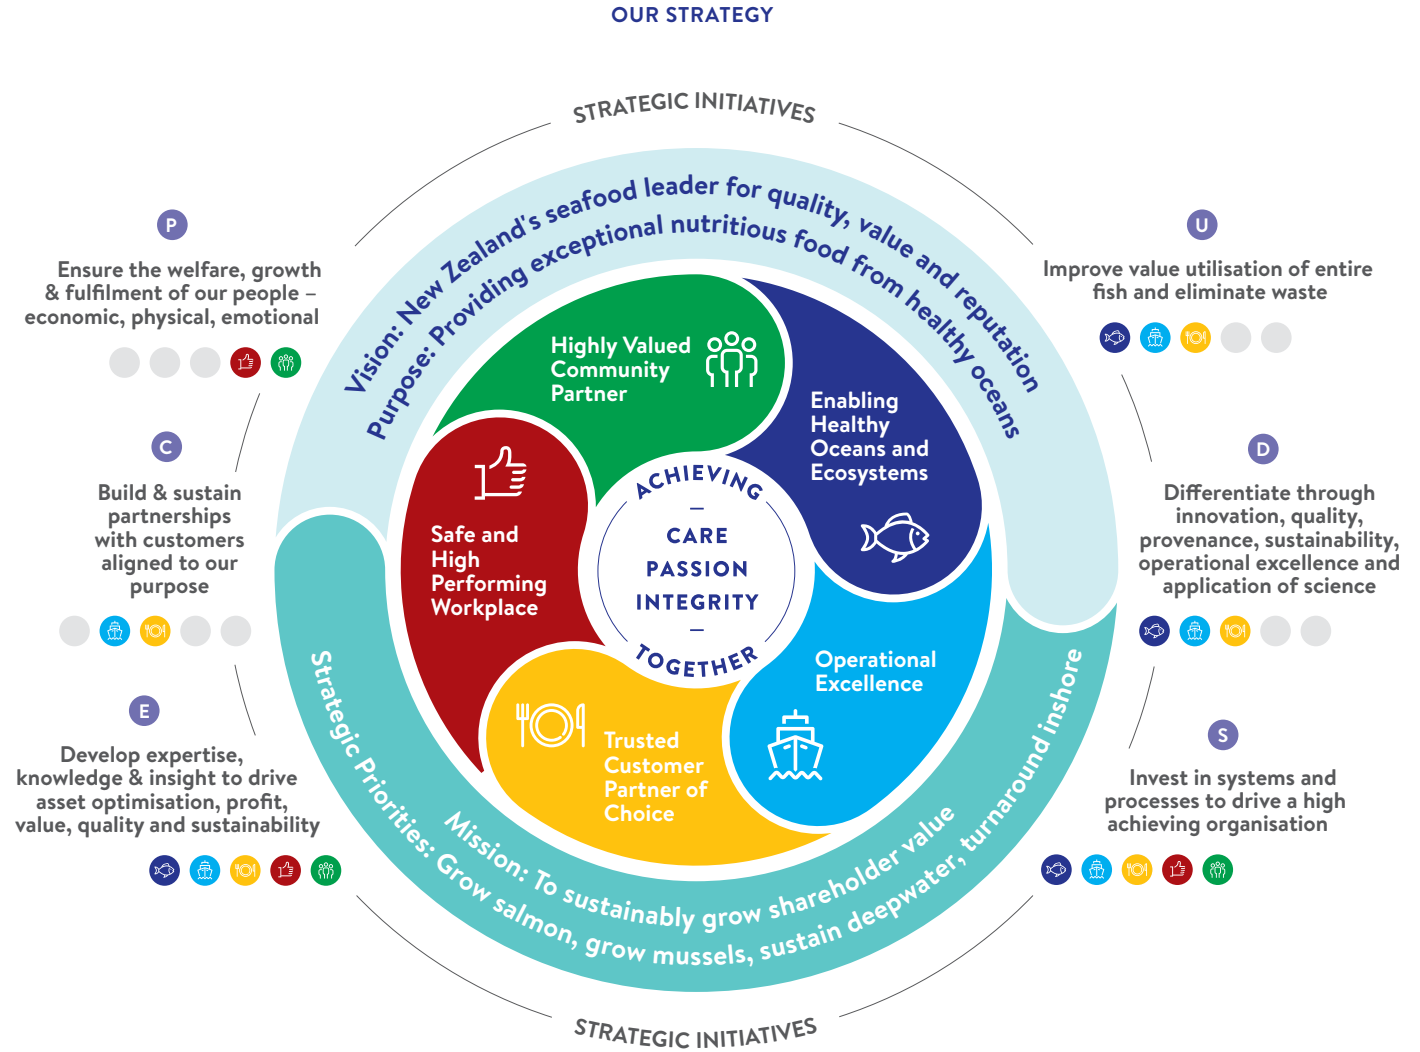 OUR STRATEGY
STRATEGIC INITIATIVES
Vision: New Zealand's seafood leader for quality, value and reputation
Purpose: Providing exceptional nutritious food from healthy oceans
P
Ensure the welfare, growth
& fulfilment of our people –
economic, physical, emotional
C
Build & sustain
partnerships
with customers
aligned to our
purpose
E
Develop expertise,
knowledge & insight to drive
asset optimisation, profit,
value, quality and sustainability
Highly Valued
Community
Partner
Enabling
Healthy
Oceans and
Ecosystems
Safe and
High
Performing
Workplace
ACHIEVING
–
CARE
PASSION
INTEGRITY
–
TOGETHER
Operational
Excellence
Trusted
Customer
Partner of
Choice
U
Improve value utilisation of entire
fish and eliminate waste
D
Differentiate through
innovation, quality,
provenance, sustainability,
operational excellence and
application of science
S
Invest in systems and
processes to drive a high
achieving organisation
Mission: To sustainably grow shareholder value
Strategic Priorities: Grow salmon, grow mussels, sustain deepwater, turnaround inshore
STRATEGIC INITIATIVES